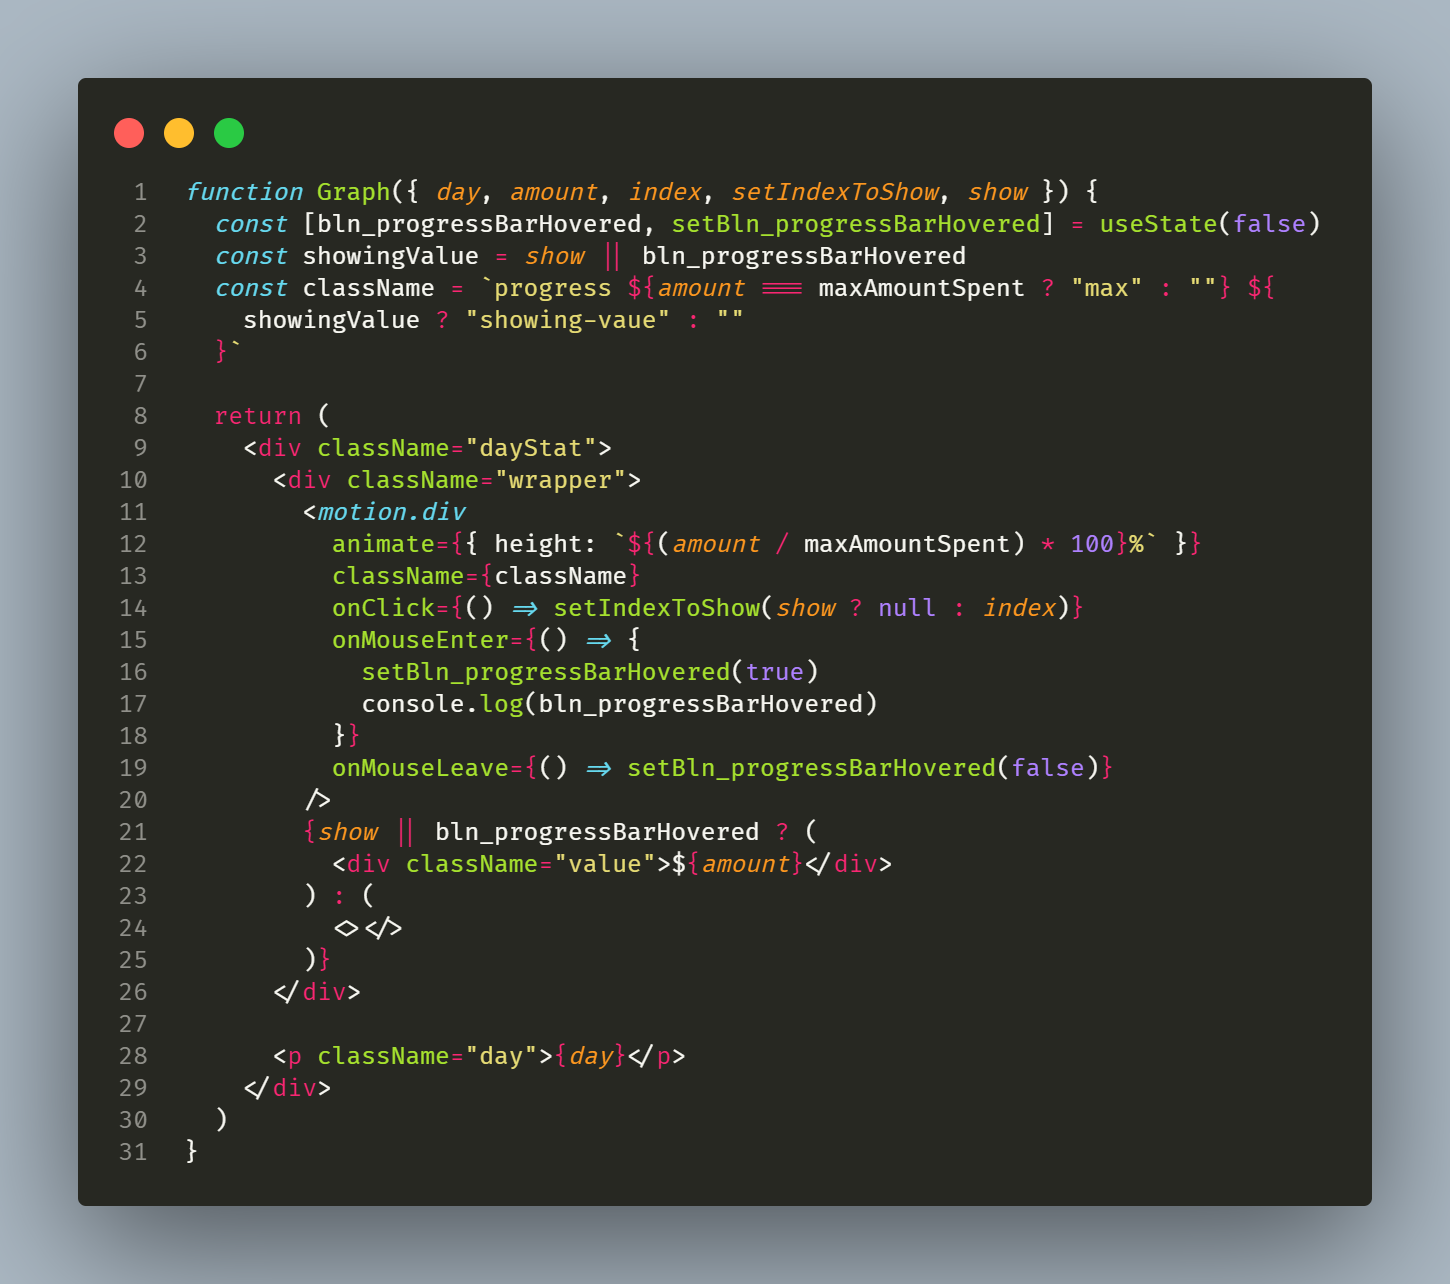 1 function Graph({ day, amount, index, setIndexToShow, show }) {
2   const [bln_progressBarHovered, setBln_progressBarHovered] = useState(false)
3   const showingValue = show || bln_progressBarHovered
4   const className = `progress ${amount === maxAmountSpent ? "max" : ""} ${
5     showingValue ? "showing-vaue" : ""
6   }`
7
8   return (
9     <div className="dayStat">
10       <div className="wrapper">
11         <motion.div
12           animate={{ height: `${(amount / maxAmountSpent) * 100}%` }}
13           className={className}
14           onClick={() => setIndexToShow(show ? null : index)}
15           onMouseEnter={() => {
16             setBln_progressBarHovered(true)
17             console.log(bln_progressBarHovered)
18           }}
19           onMouseLeave={() => setBln_progressBarHovered(false)}
20         />
21         {show || bln_progressBarHovered ? (
22           <div className="value">${amount}</div>
23         ) : (
24           <></>
25         )}
26       </div>
27
28       <p className="day">{day}</p>
29     </div>
30   )
31 }